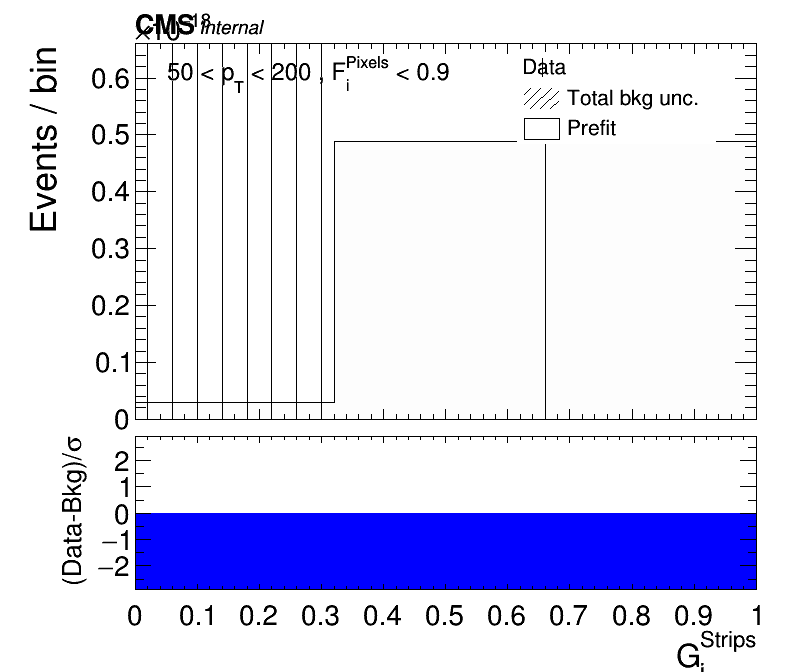 CMS Internal
×10¹⁸
50 < p_T < 200 , F_i^Pixels < 0.9
Data
Total bkg unc.
Prefit
Events / bin
0.6
0.5
0.4
0.3
0.2
0.1
0
(Data-Bkg)/σ
2
1
0
−1
−2
0 0.1 0.2 0.3 0.4 0.5 0.6 0.7 0.8 0.9 1
G_i^Strips